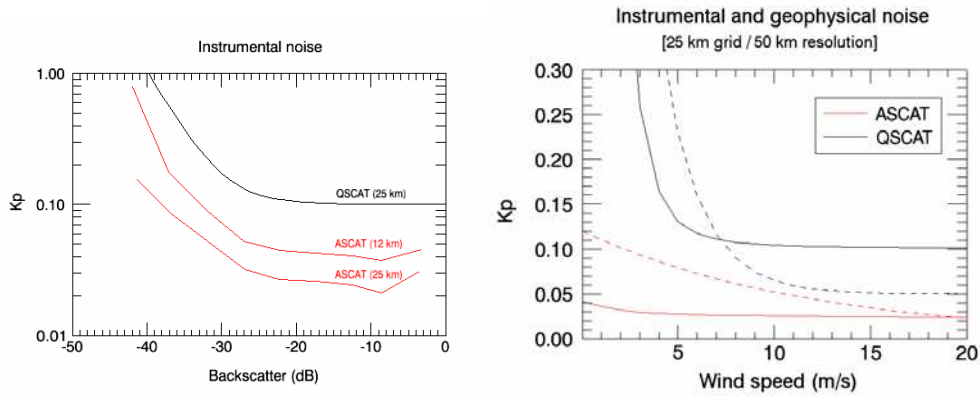 Instrumental noise
1.00
0.10
0.01
Kp
QSCAT (25 km)
ASCAT (12 km)
ASCAT (25 km)
-50 -40 -30 -20 -10 0
Backscatter (dB)
Instrumental and geophysical noise
[25 km grid / 50 km resolution]
0.30
0.25
0.20
0.15
0.10
0.05
0.00
Kp
ASCAT
QSCAT
5 10 15 20
Wind speed (m/s)